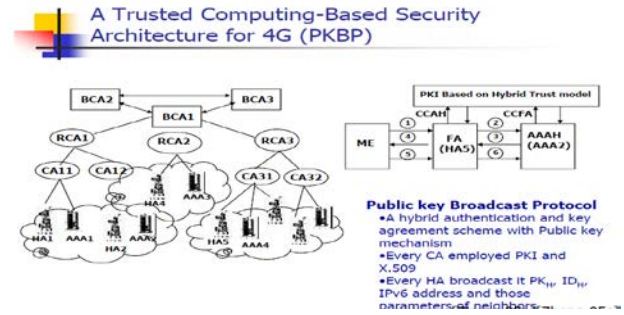 A Trusted Computing-Based Security
Architecture for 4G (PKBP)
BCA2
BCA3
BCA1
RCA1
RCA2
RCA3
CA11
CA12
CA31
CA32
HA4
AAA3
HA1
AAA1
HA2
HA5
AAA4
PKI Based on Hybrid Trust model
CCAH
CCFA
ME
1
4
5
FA
(HA5)
2
3
6
AAAH
(AAA2)
Public key Broadcast Protocol
•A hybrid authentication and key
agreement scheme with Public key
mechanism
•Every CA employed PKI and
X.509
•Every HA broadcast it PKH, IDH,
IPv6 address and those
parameters of neighbors